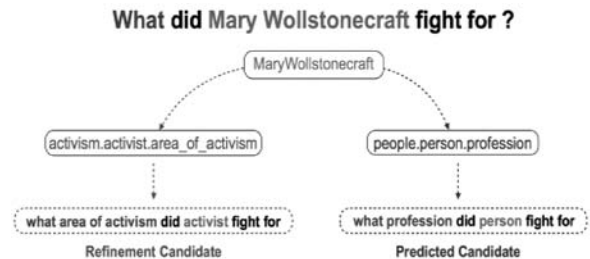 What did Mary Wollstonecraft fight for ?
MaryWollstonecraft
activism.activist.area_of_activism
people.person.profession
what area of activism did activist fight for
what profession did person fight for
Refinement Candidate
Predicted Candidate